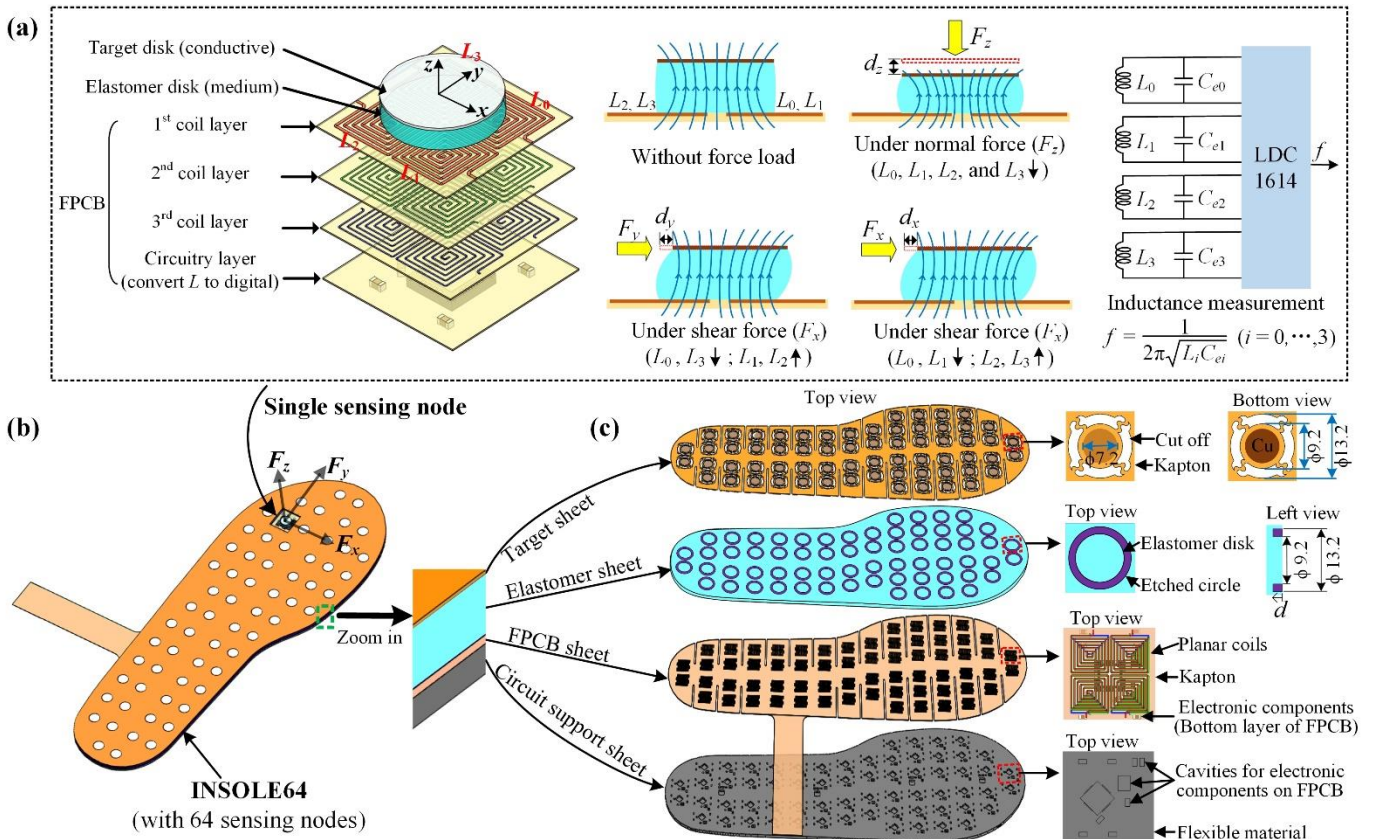 (a)
Target disk (conductive)
Elastomer disk (medium)
1st coil layer
2nd coil layer
3rd coil layer
Circuitry layer
(convert L to digital)
FPCB
L3
z
y
x
L0
L2
L1
L2, L3
L0, L1
Without force load
Fz
dz
Under normal force (Fz)
(L0, L1, L2, and L3↓)
Fy
dy
Under shear force (Fx)
(L0, L3↓; L1, L2↑)
Fx
dx
Under shear force (Fx)
(L0, L1↓; L2, L3↑)
L0
Ce0
L1
Ce1
L2
Ce2
L3
Ce3
LDC
1614
f
Inductance measurement
f = 1 / 2π√LiCei (i = 0,⋯,3)
Single sensing node
(b)
Fz
Fy
Fx
INSOLE64
(with 64 sensing nodes)
Zoom in
Target sheet
Elastomer sheet
FPCB sheet
Circuit support sheet
(c)
Top view
Cut off
Kapton
ϕ7.2
Bottom view
Cu
ϕ9.2
ϕ13.2
Top view
Elastomer disk
Etched circle
Left view
ϕ 9.2
ϕ 13.2
d
Top view
Planar coils
Kapton
Electronic components
(Bottom layer of FPCB)
Top view
Cavities for electronic
components on FPCB
Flexible material